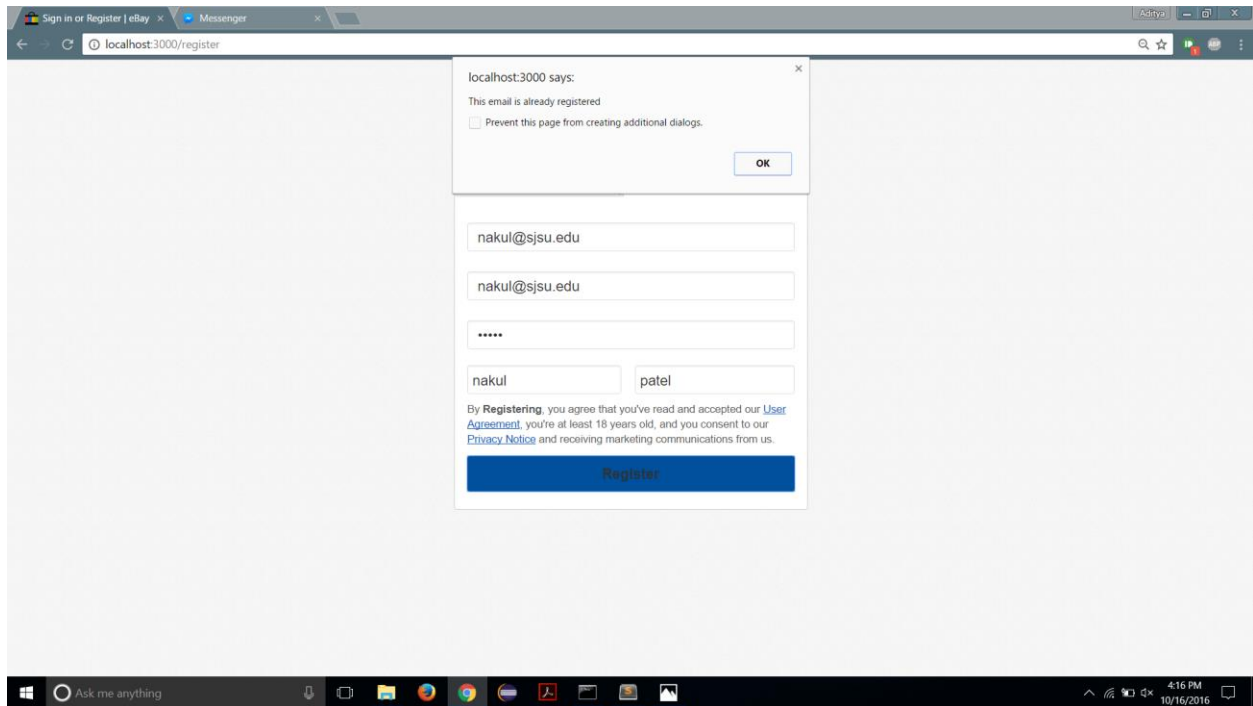 Sign in or Register | eBay
Messenger
Aditya
localhost:3000/register
localhost:3000 says:
This email is already registered
Prevent this page from creating additional dialogs.
OK
nakul@sjsu.edu
nakul@sjsu.edu
•••••
nakul
patel
By Registering, you agree that you've read and accepted our User
Agreement, you're at least 18 years old, and you consent to our
Privacy Notice and receiving marketing communications from us.
Register
Ask me anything
4:16 PM
10/16/2016